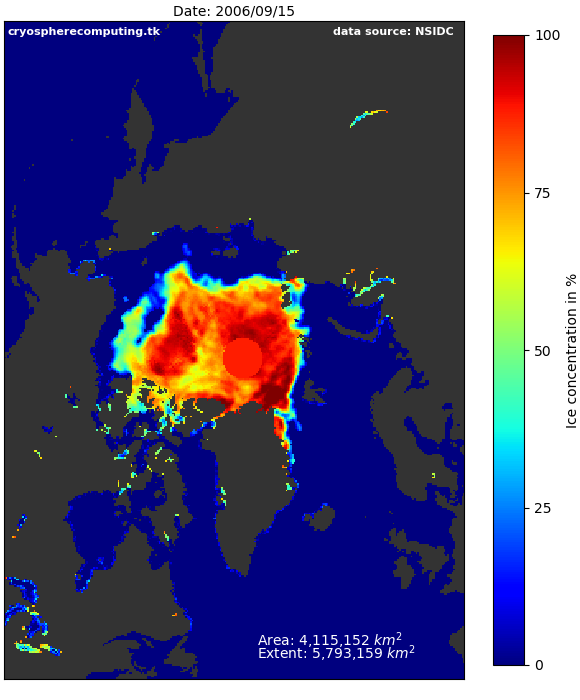 Date: 2006/09/15
cryospherecomputing.tk
data source: NSIDC
100
75
50
25
0
Ice concentration in %
Area: 4,115,152 km²
Extent: 5,793,159 km²